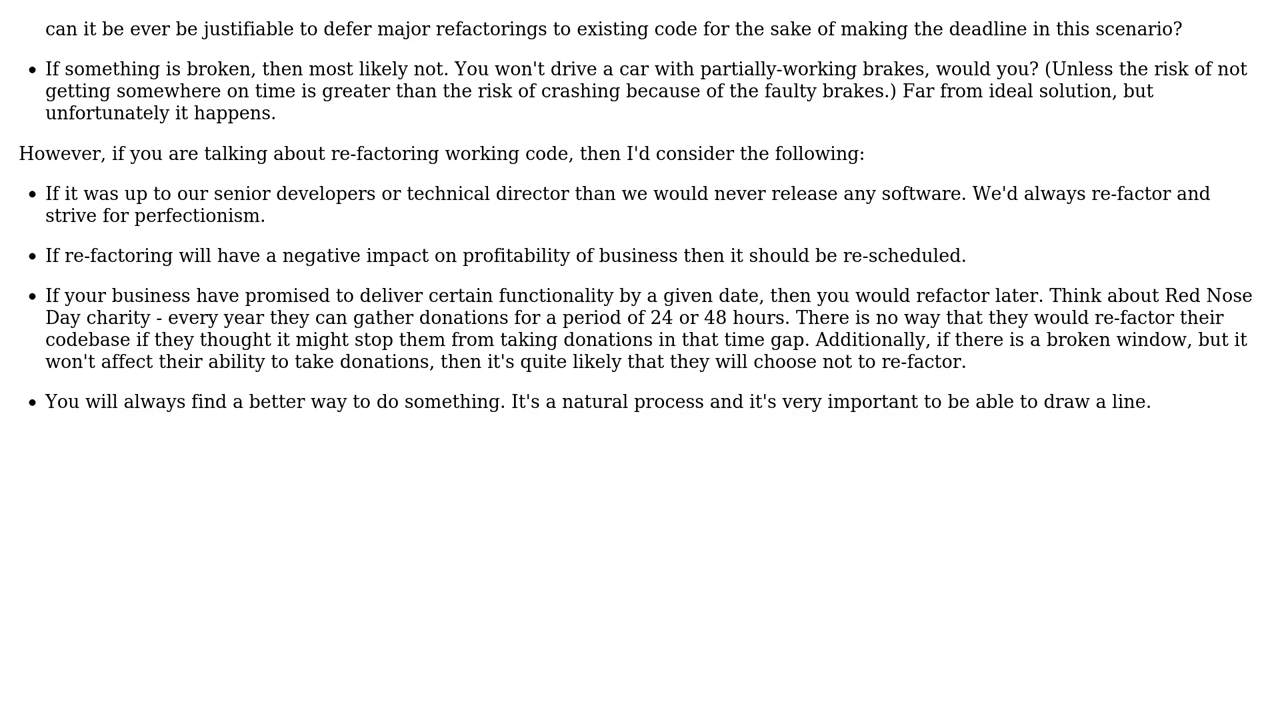 can it be ever be justifiable to defer major refactorings to existing code for the sake of making the deadline in this scenario?
• If something is broken, then most likely not. You won't drive a car with partially-working brakes, would you? (Unless the risk of not
getting somewhere on time is greater than the risk of crashing because of the faulty brakes.) Far from ideal solution, but
unfortunately it happens.
However, if you are talking about re-factoring working code, then I'd consider the following:
• If it was up to our senior developers or technical director than we would never release any software. We'd always re-factor and
strive for perfectionism.
• If re-factoring will have a negative impact on profitability of business then it should be re-scheduled.
• If your business have promised to deliver certain functionality by a given date, then you would refactor later. Think about Red Nose
Day charity - every year they can gather donations for a period of 24 or 48 hours. There is no way that they would re-factor their
codebase if they thought it might stop them from taking donations in that time gap. Additionally, if there is a broken window, but it
won't affect their ability to take donations, then it's quite likely that they will choose not to re-factor.
• You will always find a better way to do something. It's a natural process and it's very important to be able to draw a line.